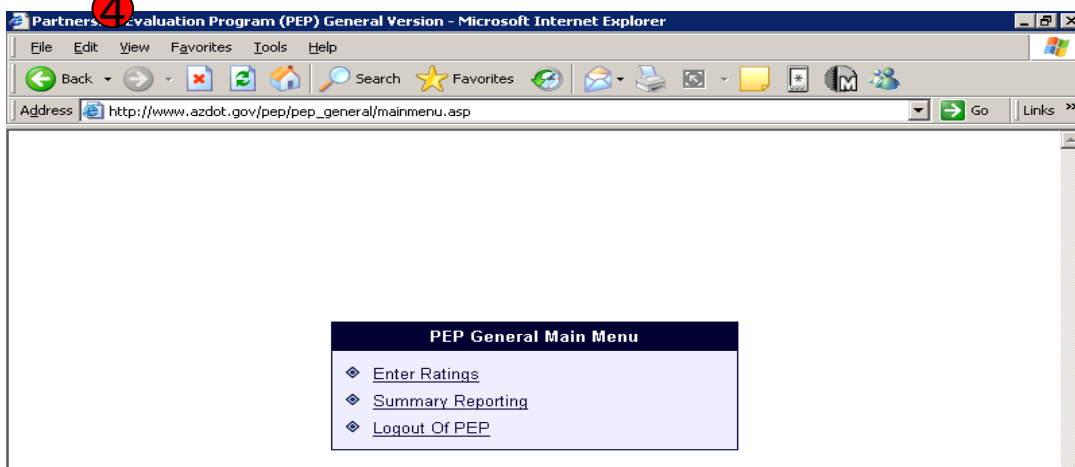 4
Partners Evaluation Program (PEP) General Version - Microsoft Internet Explorer
File Edit View Favorites Tools Help
Back Search Favorites
Address http://www.azdot.gov/pep/pep_general/mainmenu.asp Go Links »
PEP General Main Menu
Enter Ratings
Summary Reporting
Logout Of PEP